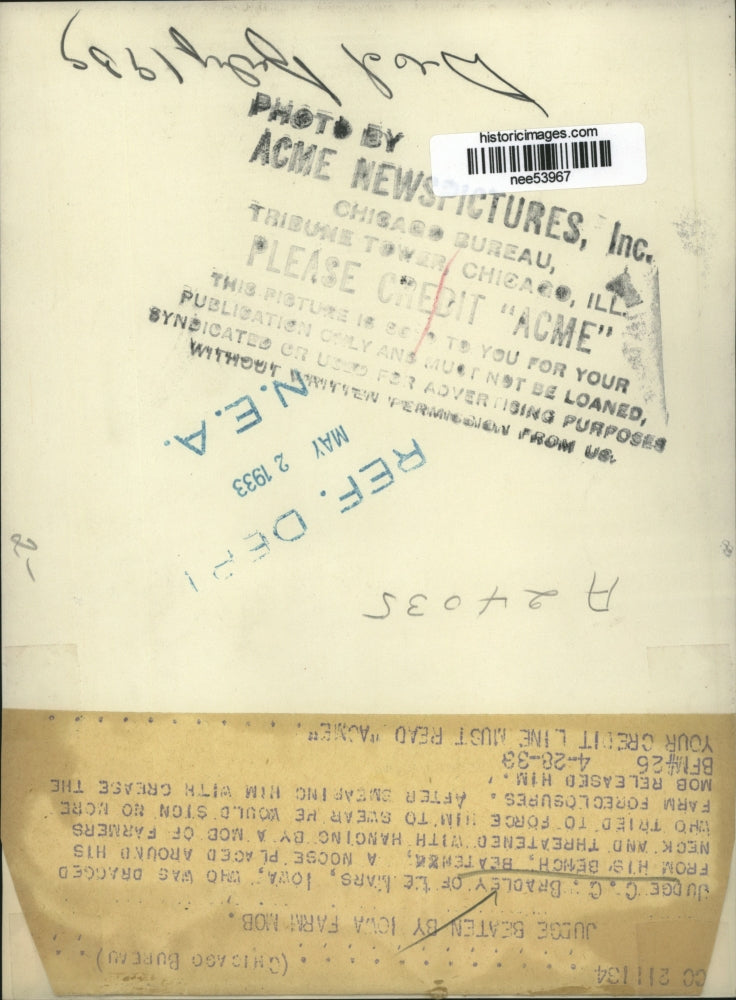 Died July 1939
historicimages.com
nee53967
PHOTO BY
ACME NEWSPICTURES, Inc.
CHICAGO BUREAU,
TRIBUNE TOWER, CHICAGO, ILL.
PLEASE CREDIT "ACME"
THIS PICTURE IS SOLD TO YOU FOR YOUR
PUBLICATION ONLY AND MUST NOT BE LOANED,
SYNDICATED OR USED FOR ADVERTISING PURPOSES
WITHOUT WRITTEN PERMISSION FROM US.
REF. DEPT
MAY 2 1933
N.E.A.
A24035
CO 211134 (CHICAGO BUREAU)
JUDGE BEATEN BY IOWA FARM MOB.
JUDGE C.C. BRADLEY OF LE MARS, IOWA, WHO WAS DRAGGED
FROM HIS BENCH, BEATEN, A NOOSE PLACED AROUND HIS
NECK AND THREATENED WITH HANGING BY A MOB OF FARMERS
WHO TRIED TO FORCE HIM TO SWEAR HE WOULD SIGN NO MORE
FARM FORECLOSURES. AFTER SMEARING HIM WITH GREASE THE
MOB RELEASED HIM.
BFM#26 4-28-33
YOUR CREDIT LINE MUST READ "ACME"